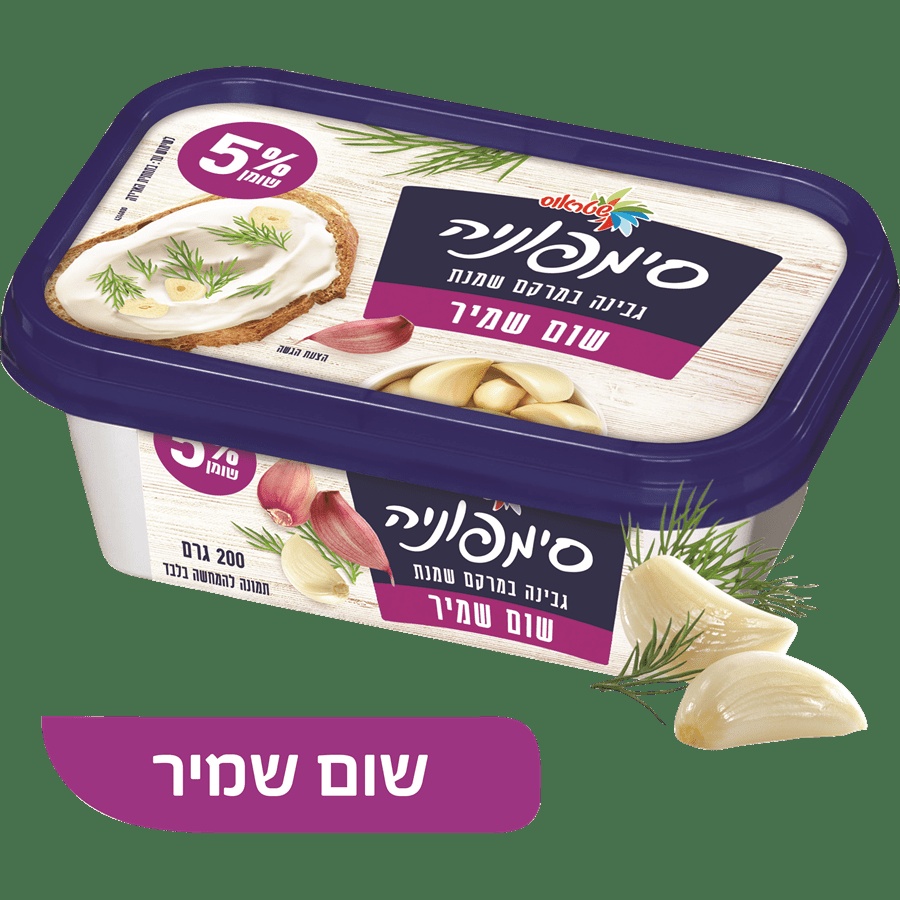 5%
שומן
שטראוס
סימפוניה
גבינה במרקם שמנת
שום שמיר
הצעת הגשה
5%
שומן
200 גרם
תמונה להמחשה בלבד
סימפוניה
גבינה במרקם שמנת
שום שמיר
שום שמיר